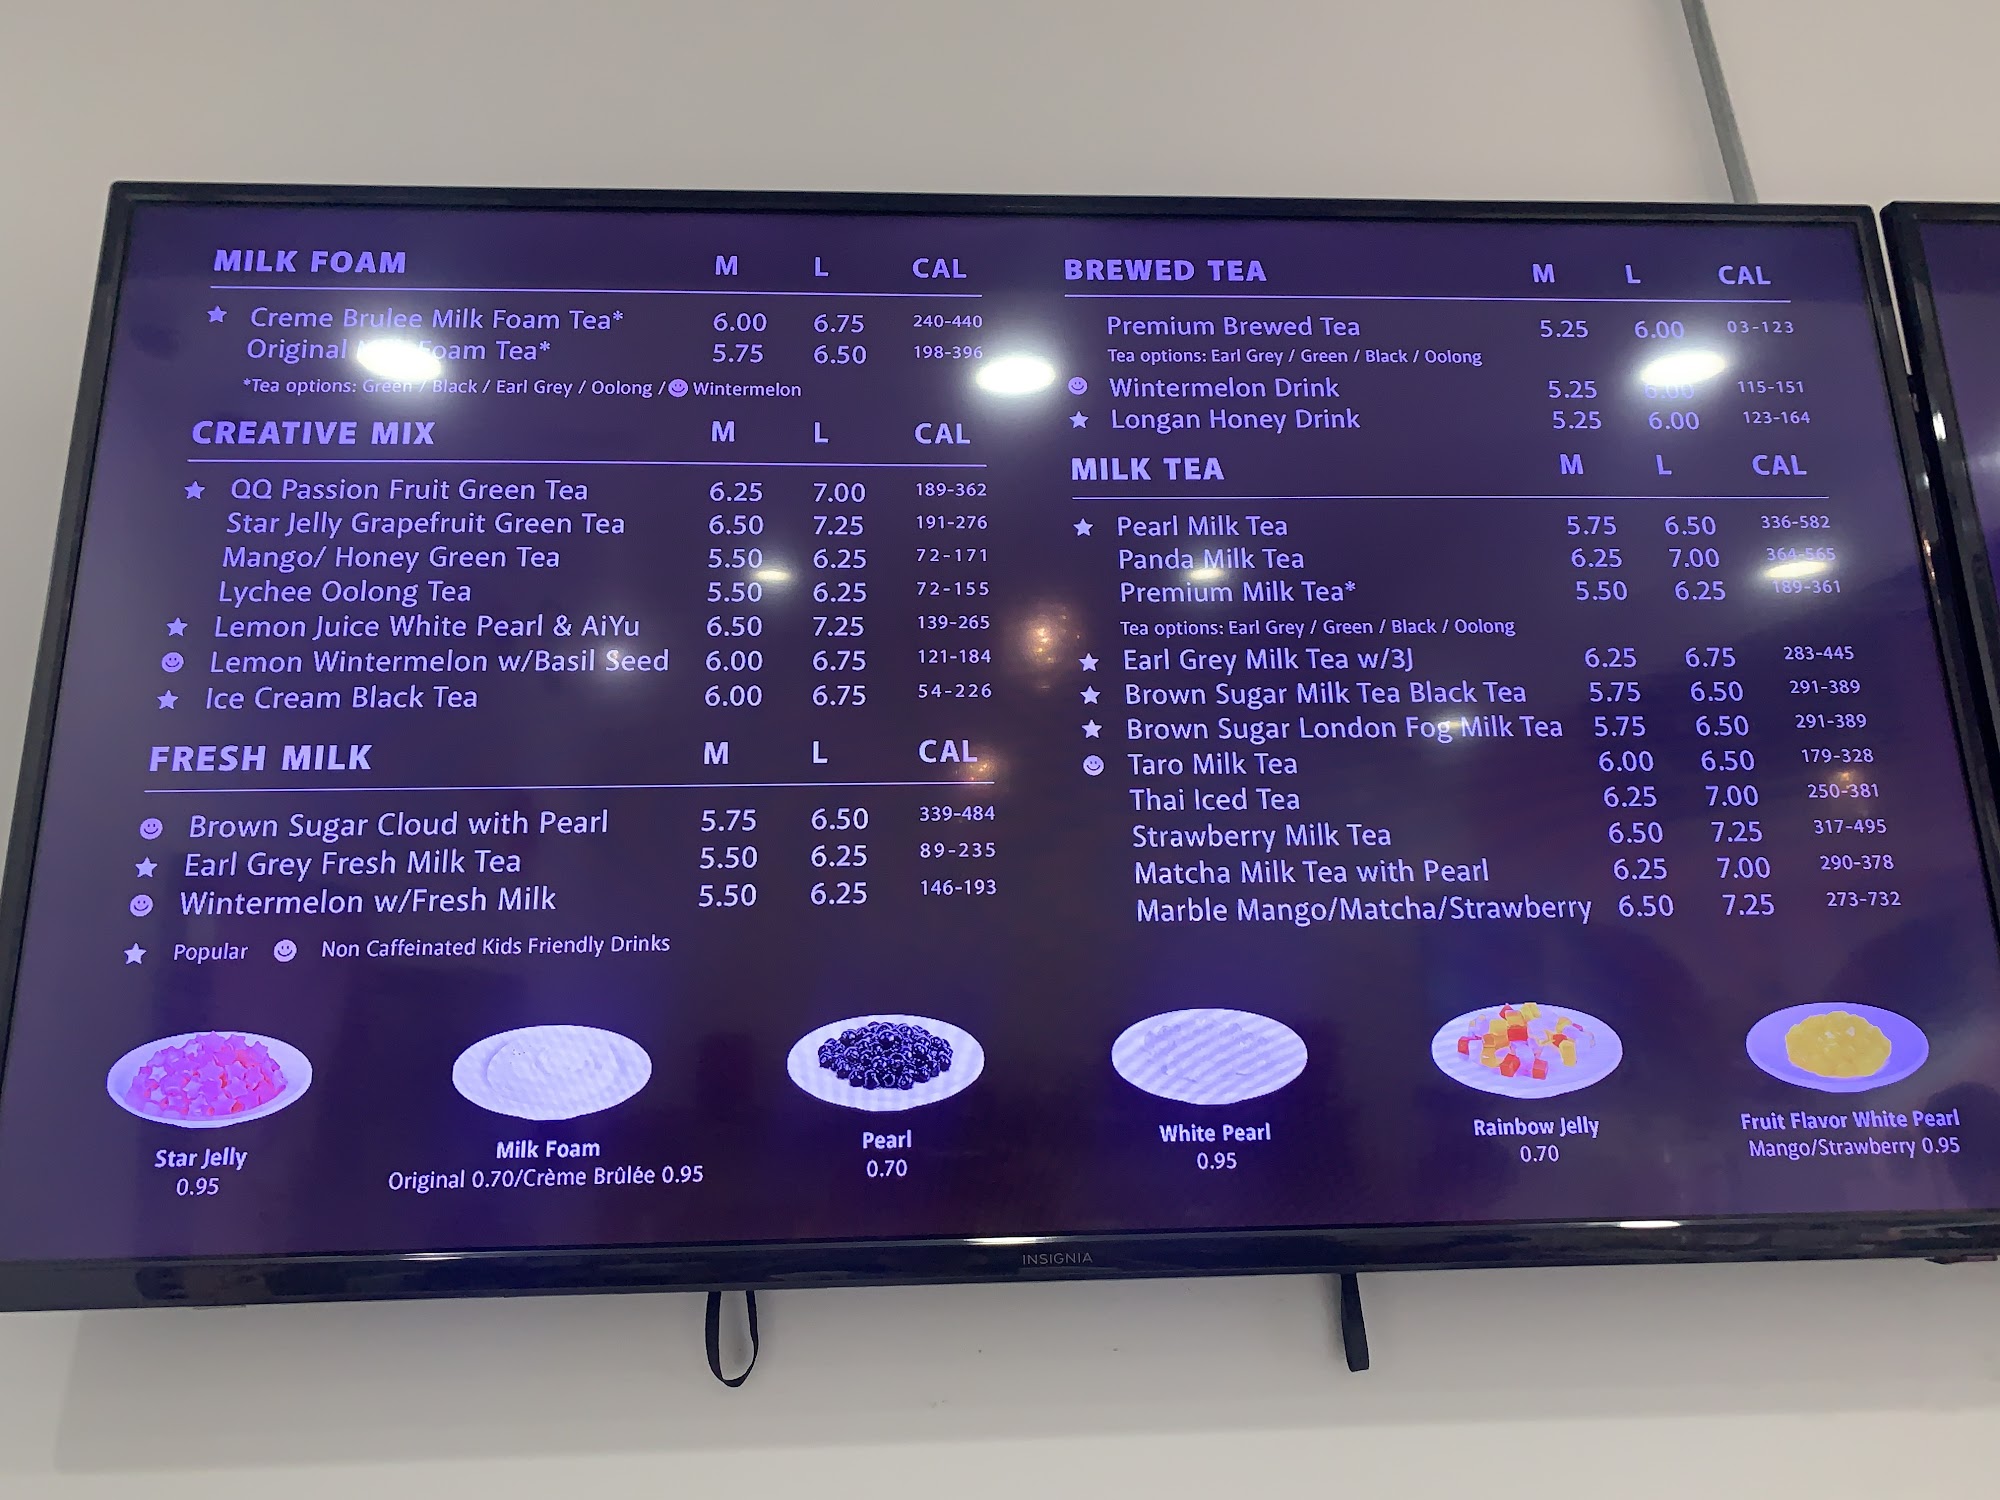 MILK FOAM M L CAL
★ Creme Brulee Milk Foam Tea* 6.00 6.75 240-440
Original Foam Tea* 5.75 6.50 198-396
*Tea options: Green / Black / Earl Grey / Oolong / Wintermelon
CREATIVE MIX M L CAL
★ QQ Passion Fruit Green Tea 6.25 7.00 189-362
Star Jelly Grapefruit Green Tea 6.50 7.25 191-276
Mango/ Honey Green Tea 5.50 6.25 72-171
Lychee Oolong Tea 5.50 6.25 72-155
★ Lemon Juice White Pearl & AiYu 6.50 7.25 139-265
Lemon Wintermelon w/Basil Seed 6.00 6.75 121-184
★ Ice Cream Black Tea 6.00 6.75 54-226
FRESH MILK M L CAL
Brown Sugar Cloud with Pearl 5.75 6.50 339-484
★ Earl Grey Fresh Milk Tea 5.50 6.25 89-235
Wintermelon w/Fresh Milk 5.50 6.25 146-193
★ Popular Non Caffeinated Kids Friendly Drinks
BREWED TEA M L CAL
Premium Brewed Tea 5.25 6.00 03-123
Tea options: Earl Grey / Green / Black / Oolong
Wintermelon Drink 5.25 6.00 115-151
★ Longan Honey Drink 5.25 6.00 123-164
MILK TEA M L CAL
★ Pearl Milk Tea 5.75 6.50 336-582
Panda Milk Tea 6.25 7.00 364-565
Premium Milk Tea* 5.50 6.25 189-361
Tea options: Earl Grey / Green / Black / Oolong
★ Earl Grey Milk Tea w/3J 6.25 6.75 283-445
★ Brown Sugar Milk Tea Black Tea 5.75 6.50 291-389
★ Brown Sugar London Fog Milk Tea 5.75 6.50 291-389
Taro Milk Tea 6.00 6.50 179-328
Thai Iced Tea 6.25 7.00 250-381
Strawberry Milk Tea 6.50 7.25 317-495
Matcha Milk Tea with Pearl 6.25 7.00 290-378
Marble Mango/Matcha/Strawberry 6.50 7.25 273-732
Star Jelly
0.95
Milk Foam
Original 0.70/Crème Brûlée 0.95
Pearl
0.70
White Pearl
0.95
Rainbow Jelly
0.70
Fruit Flavor White Pearl
Mango/Strawberry 0.95
INSIGNIA